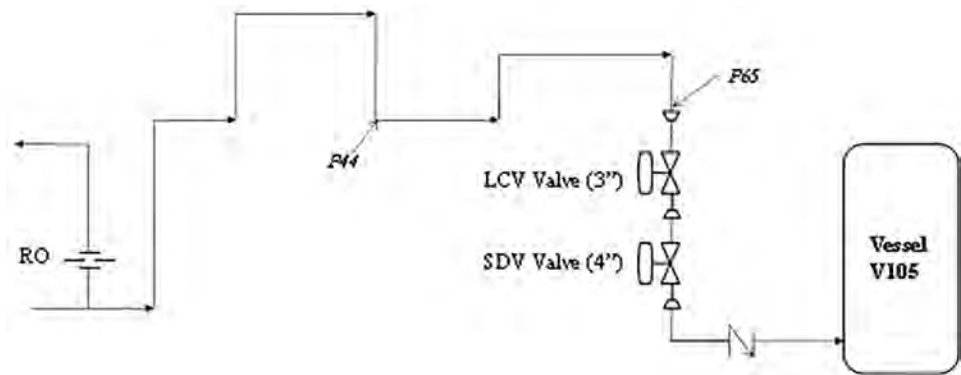 P65
P44
LCV Valve (3”)
RO
SDV Valve (4”)
Vessel
V105